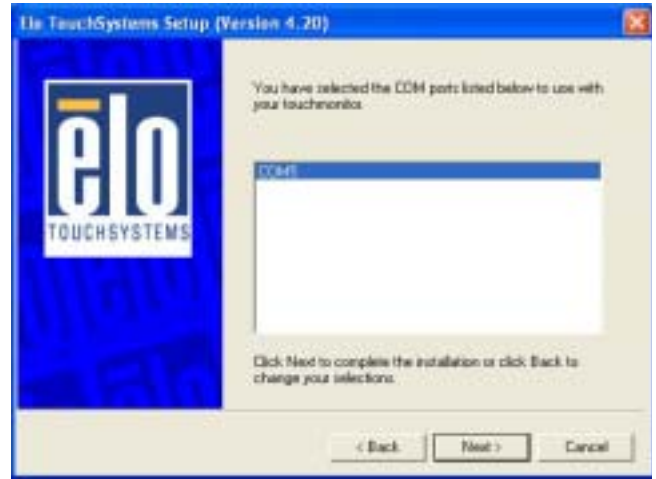 Elo TouchSystems Setup (Version 4.20)
elo
TOUCHSYSTEMS
You have selected the COM ports listed below to use with
your touchmonitor.
COM5
Click Next to complete the installation or click Back to
change your selections.
< Back
Next >
Cancel